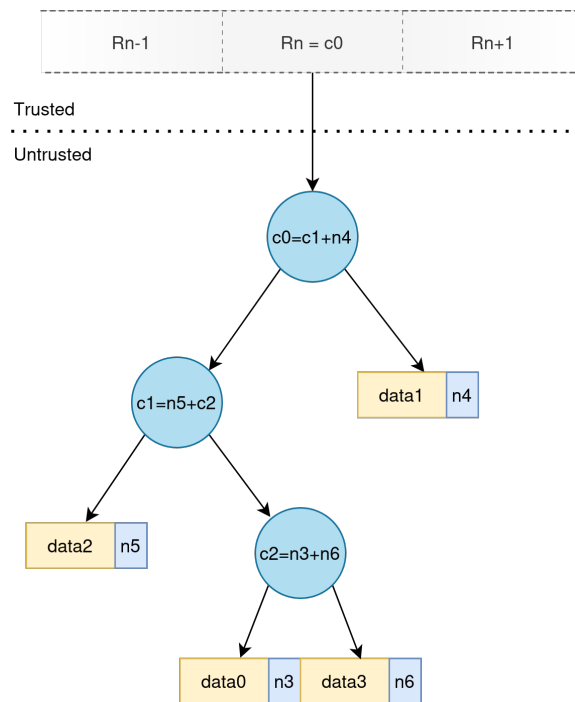 Rn-1
Rn = c0
Rn+1
Trusted
Untrusted
c0=c1+n4
data1
n4
c1=n5+c2
data2
n5
c2=n3+n6
data0
n3
data3
n6